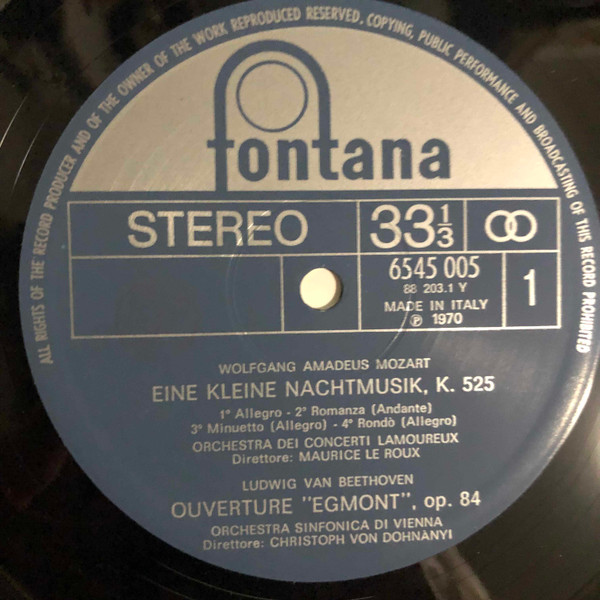 ALL RIGHTS OF THE RECORD PRODUCER AND OF THE OWNER OF THE WORK REPRODUCED RESERVED, COPYING, PUBLIC PERFORMANCE AND BROADCASTING OF THIS RECORD PROHIBITED
fontana
STEREO 33 1/3
6545 005
88 203.1 Y
MADE IN ITALY
℗ 1970
1
WOLFGANG AMADEUS MOZART
EINE KLEINE NACHTMUSIK, K. 525
1° Allegro - 2° Romanza (Andante)
3° Minuetto (Allegro) - 4° Rondò (Allegro)
ORCHESTRA DEI CONCERTI LAMOUREUX
Direttore: MAURICE LE ROUX
LUDWIG VAN BEETHOVEN
OUVERTURE "EGMONT", op. 84
ORCHESTRA SINFONICA DI VIENNA
Direttore: CHRISTOPH VON DOHNÀNYI